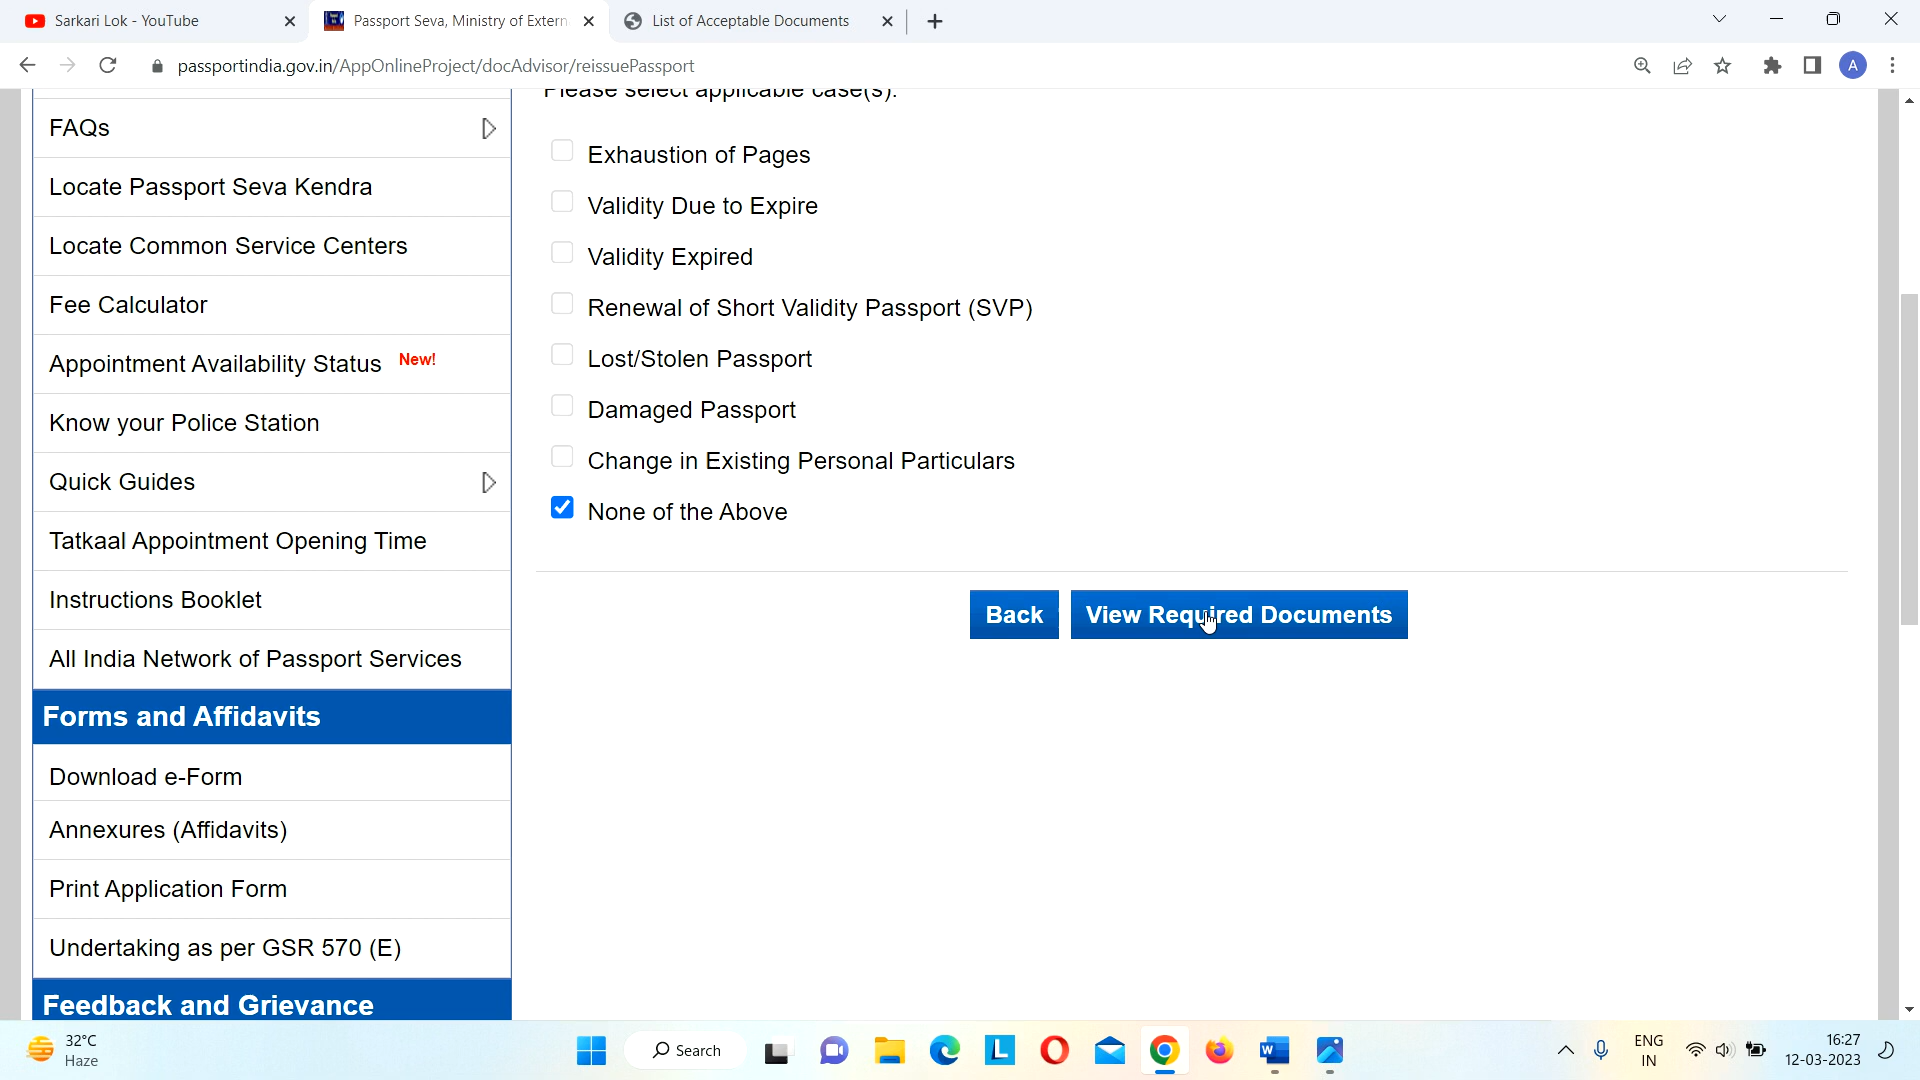 Sarkari Lok - YouTube
Passport Seva, Ministry of Extern
List of Acceptable Documents
passportindia.gov.in/AppOnlineProject/docAdvisor/reissuePassport
A
Please select applicable case(s):
FAQs
Locate Passport Seva Kendra
Locate Common Service Centers
Fee Calculator
Appointment Availability Status New!
Know your Police Station
Quick Guides
Tatkaal Appointment Opening Time
Instructions Booklet
All India Network of Passport Services
Forms and Affidavits
Download e-Form
Annexures (Affidavits)
Print Application Form
Undertaking as per GSR 570 (E)
Feedback and Grievance
Exhaustion of Pages
Validity Due to Expire
Validity Expired
Renewal of Short Validity Passport (SVP)
Lost/Stolen Passport
Damaged Passport
Change in Existing Personal Particulars
None of the Above
Back
View Required Documents
32°C
Haze
Search
ENG
IN
16:27
12-03-2023